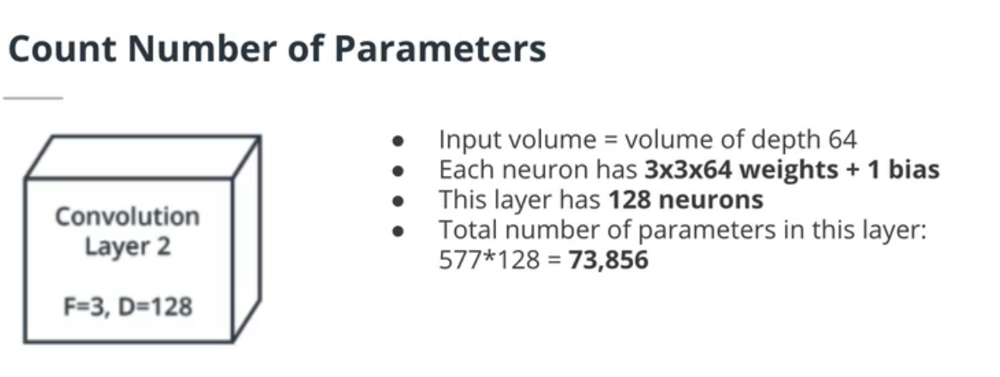 Count Number of Parameters
Convolution
Layer 2
F=3, D=128
● Input volume = volume of depth 64
● Each neuron has 3x3x64 weights + 1 bias
● This layer has 128 neurons
● Total number of parameters in this layer:
577*128 = 73,856